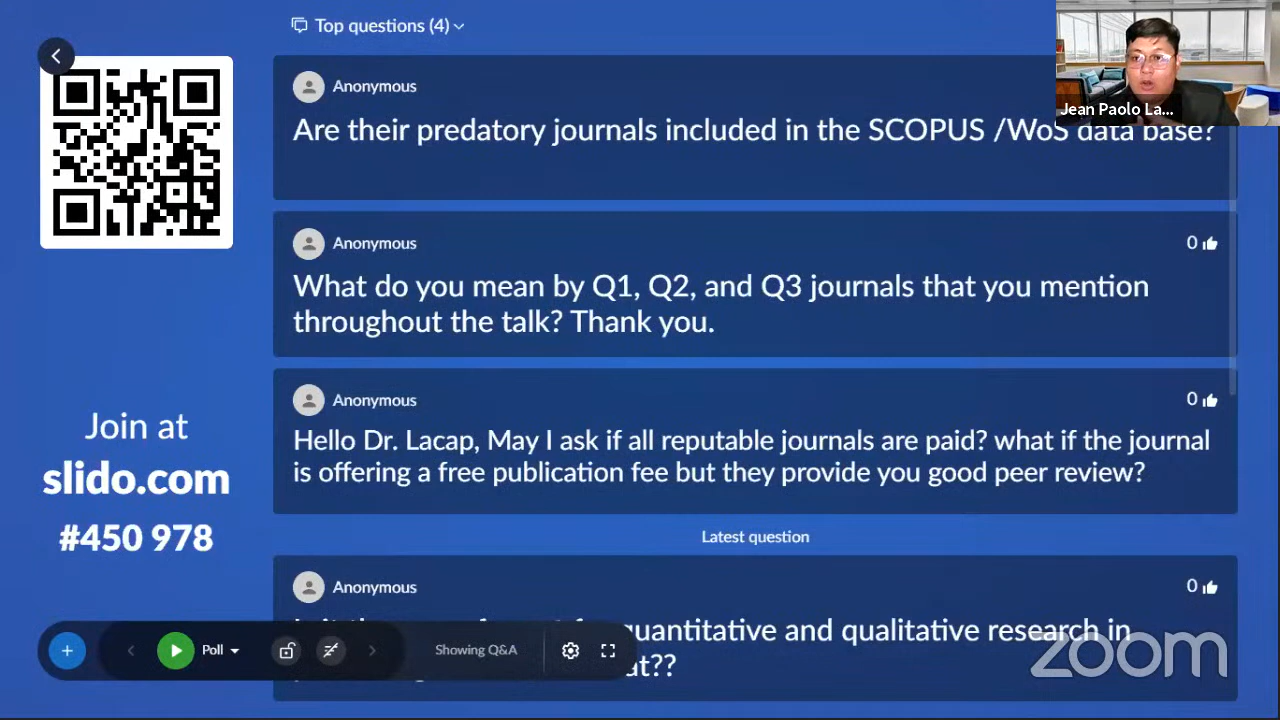 Top questions (4)
Anonymous
Jean Paolo La...
Are their predatory journals included in the SCOPUS /WoS data base?
Anonymous
0
What do you mean by Q1, Q2, and Q3 journals that you mention
throughout the talk? Thank you.
Anonymous
0
Hello Dr. Lacap, May I ask if all reputable journals are paid? what if the journal
is offering a free publication fee but they provide you good peer review?
Join at
slido.com
#450 978
Latest question
Anonymous
0
quantitative and qualitative research in
at??
Poll
Showing Q&A
zoom